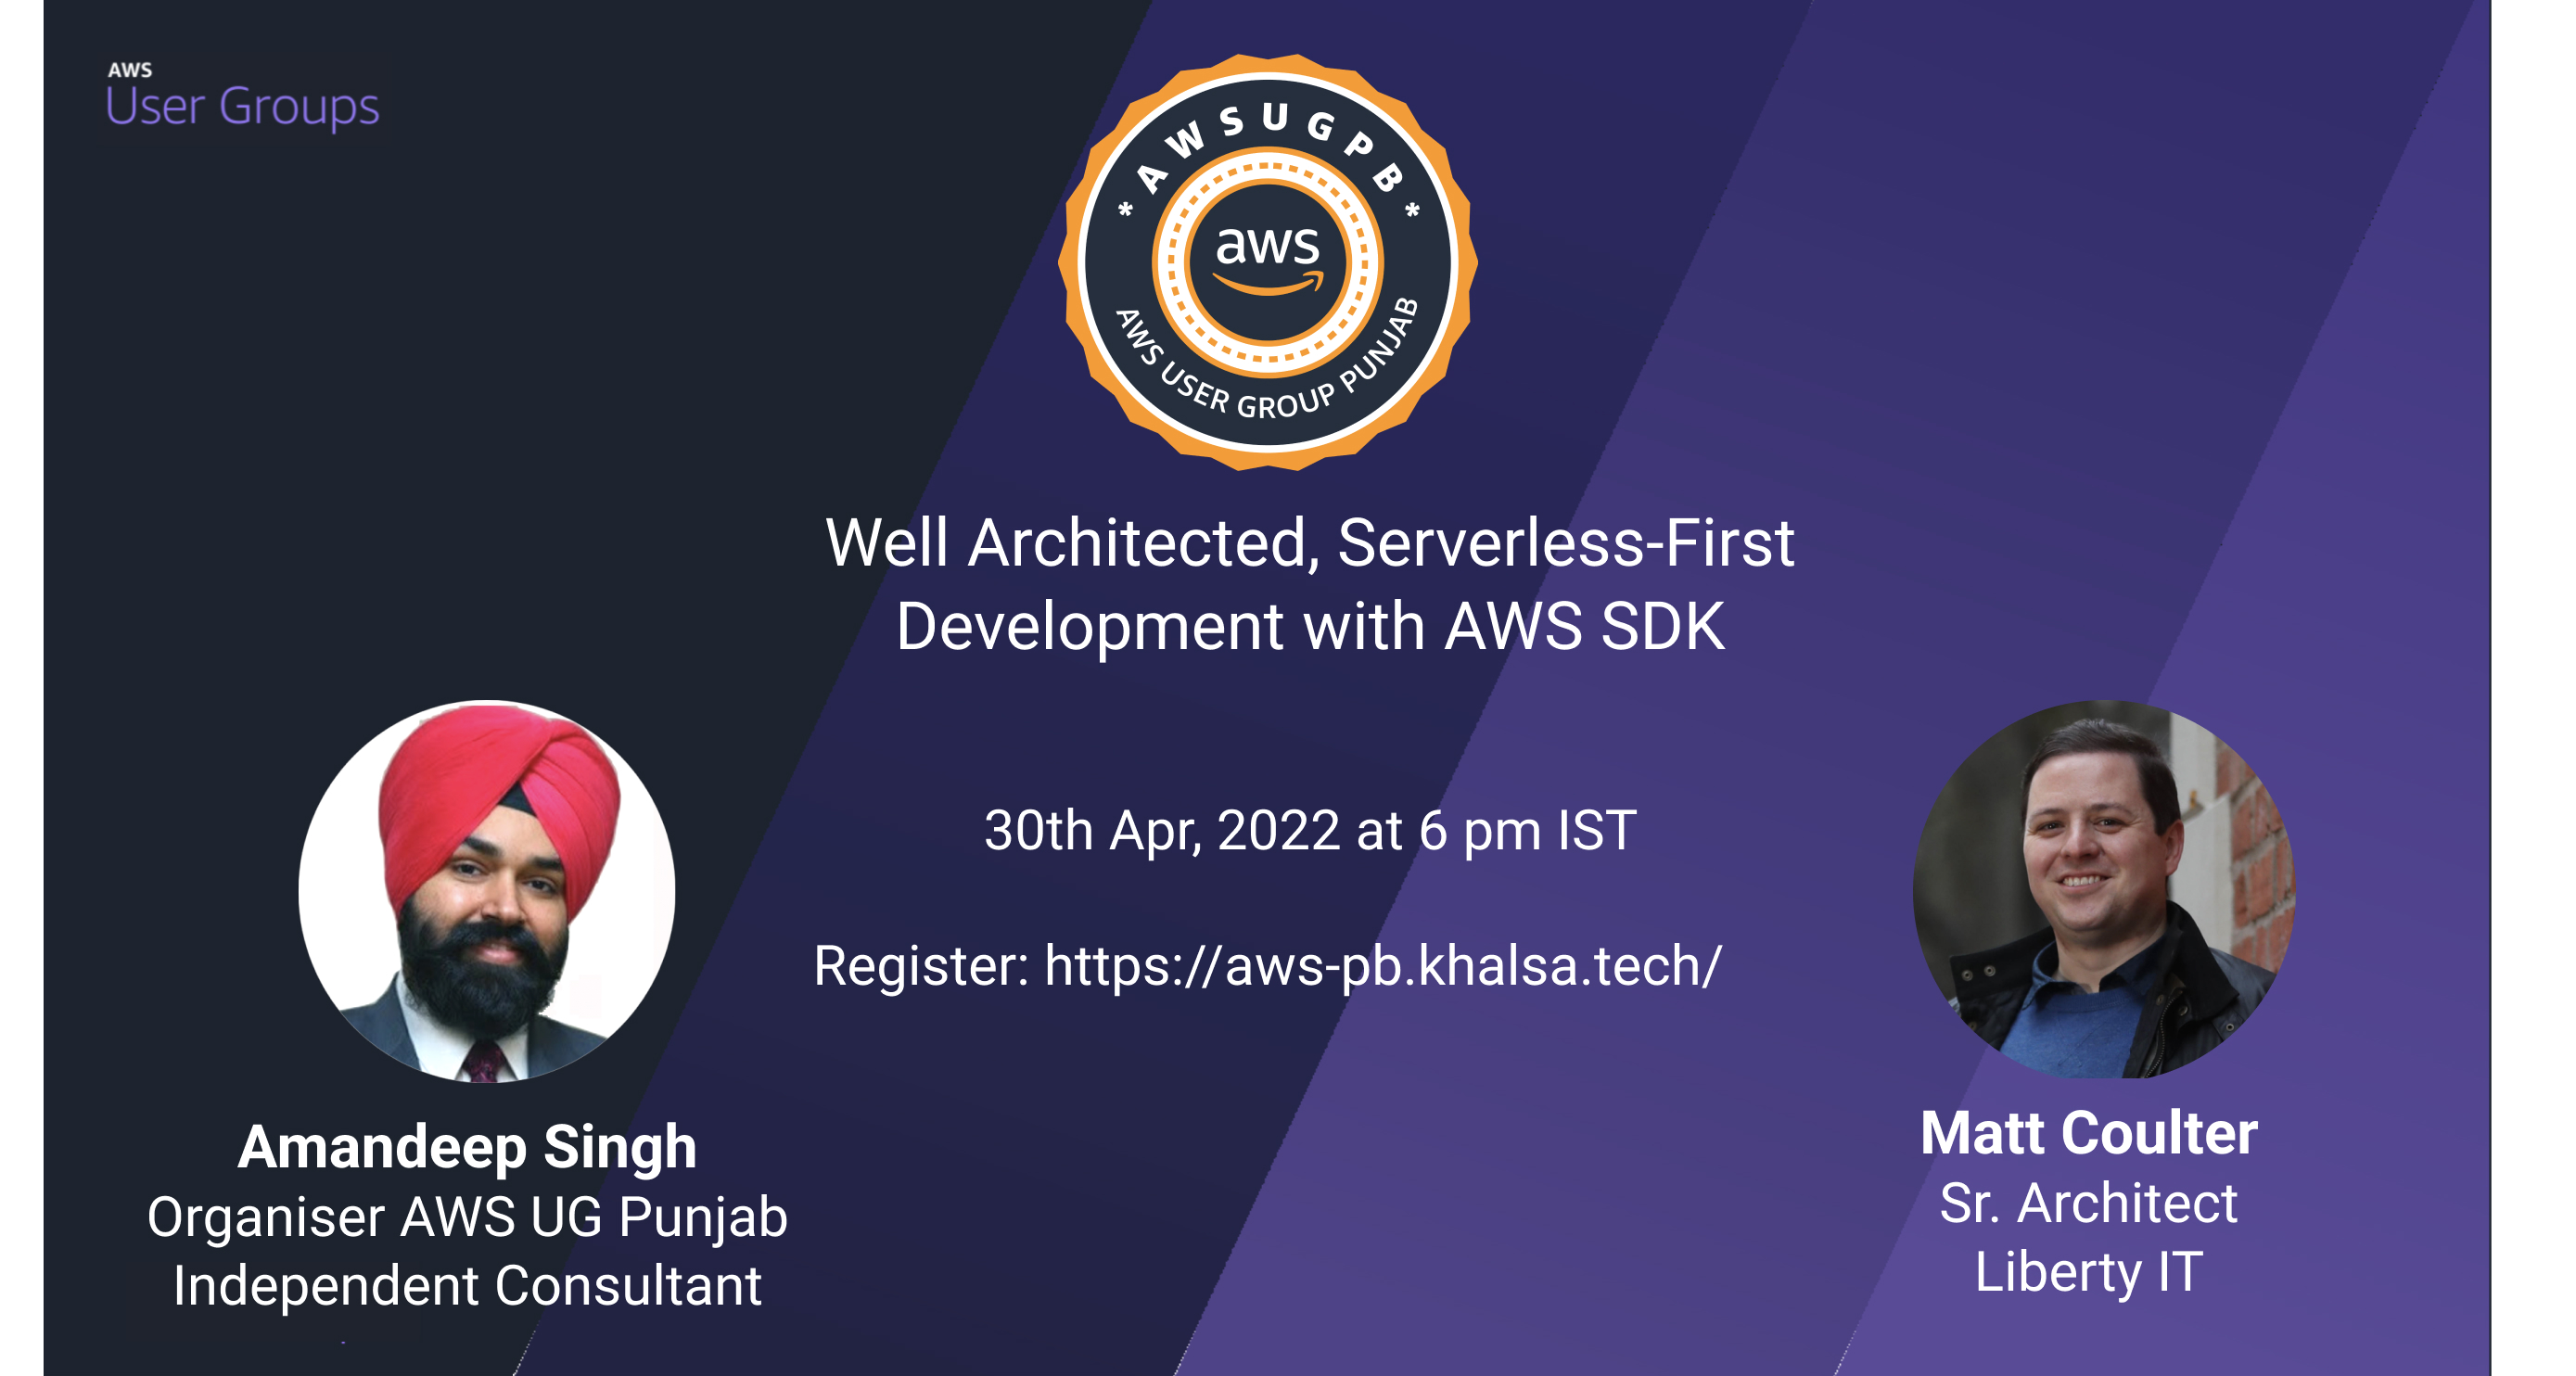 AWS
User Groups
* AWSUGPB *
aws
AWS USER GROUP PUNJAB
Well Architected, Serverless-First
Development with AWS SDK
30th Apr, 2022 at 6 pm IST
Register: https://aws-pb.khalsa.tech/
Amandeep Singh
Organiser AWS UG Punjab
Independent Consultant
Matt Coulter
Sr. Architect
Liberty IT